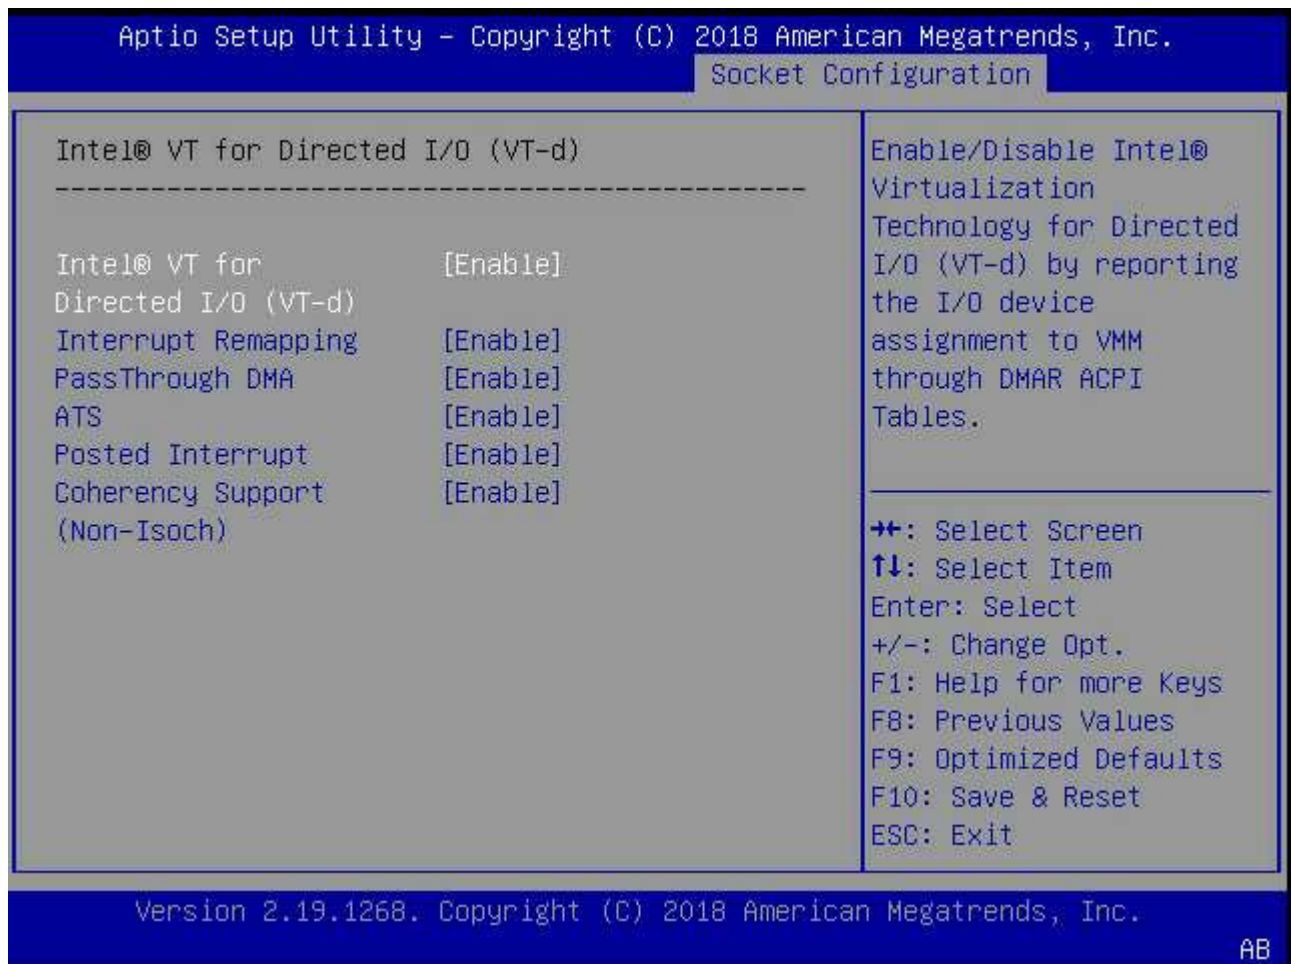 Aptio Setup Utility – Copyright (C) 2018 American Megatrends, Inc.
Socket Configuration
Intel® VT for Directed I/O (VT-d)
------------------------------------------------
Intel® VT for [Enable]
Directed I/O (VT-d)
Interrupt Remapping [Enable]
PassThrough DMA [Enable]
ATS [Enable]
Posted Interrupt [Enable]
Coherency Support [Enable]
(Non-Isoch)
Enable/Disable Intel®
Virtualization
Technology for Directed
I/O (VT-d) by reporting
the I/O device
assignment to VMM
through DMAR ACPI
Tables.
→←: Select Screen
↑↓: Select Item
Enter: Select
+/-: Change Opt.
F1: Help for more Keys
F8: Previous Values
F9: Optimized Defaults
F10: Save & Reset
ESC: Exit
Version 2.19.1268. Copyright (C) 2018 American Megatrends, Inc.
AB